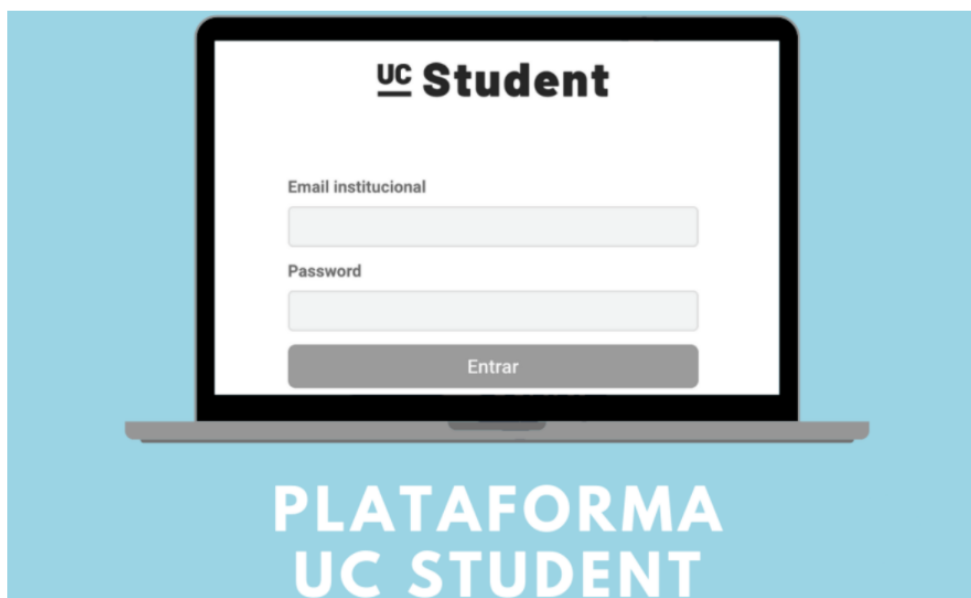 UC Student
Email institucional
Password
Entrar
PLATAFORMA
UC STUDENT